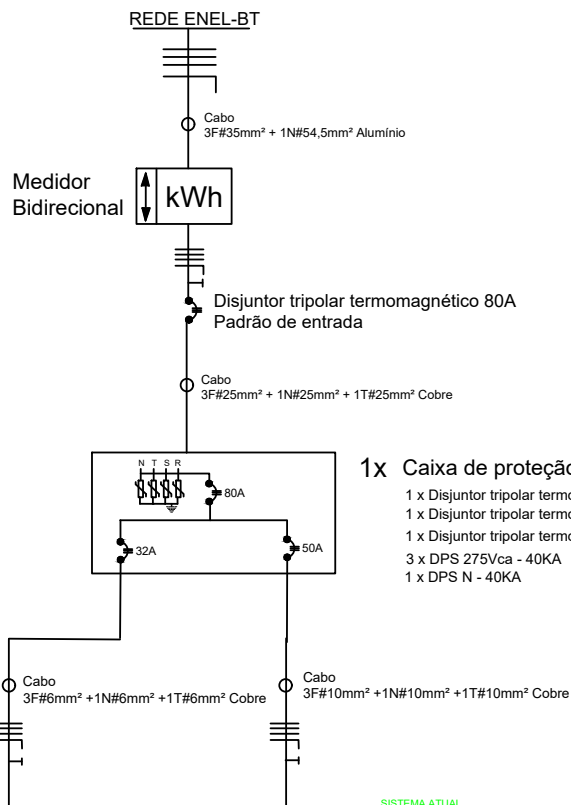 REDE ENEL-BT
Cabo
3F#35mm² + 1N#54,5mm² Alumínio
Medidor
Bidirecional
kWh
Disjuntor tripolar termomagnético 80A
Padrão de entrada
Cabo
3F#25mm² + 1N#25mm² + 1T#25mm² Cobre
1x Caixa de proteção
1 x Disjuntor tripolar termo
1 x Disjuntor tripolar termo
1 x Disjuntor tripolar termo
3 x DPS 275Vca - 40KA
1 x DPS N - 40KA
N T S R
80A
32A
50A
Cabo
3F#6mm² +1N#6mm² +1T#6mm² Cobre
Cabo
3F#10mm² +1N#10mm² +1T#10mm² Cobre
SISTEMA ATUAL